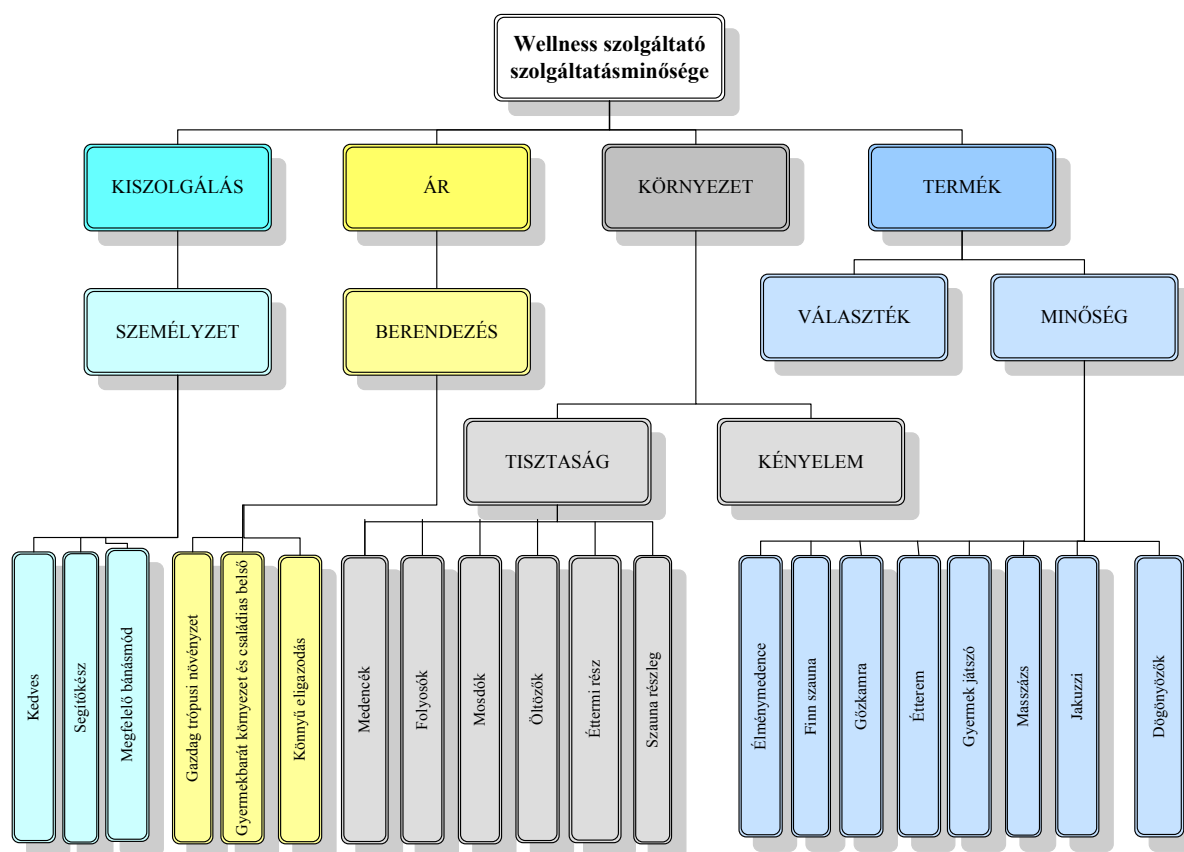 Wellness szolgáltató
szolgáltatásminősége
KISZOLGÁLÁS
ÁR
KÖRNYEZET
TERMÉK
SZEMÉLYZET
BERENDEZÉS
VÁLASZTÉK
MINŐSÉG
TISZTASÁG
KÉNYELEM
Kedves
Segítőkész
Megfelelő bánásmód
Gazdag trópusi növényzet
Gyermekbarát környezet és családias belső
Könnyű eligazodás
Medencék
Folyosók
Mosdók
Öltözők
Éttermi rész
Szauna részleg
Élménymedence
Finn szauna
Gőzkamra
Étterem
Gyermek játszó
Masszázs
Jakuzzi
Dögönyözők